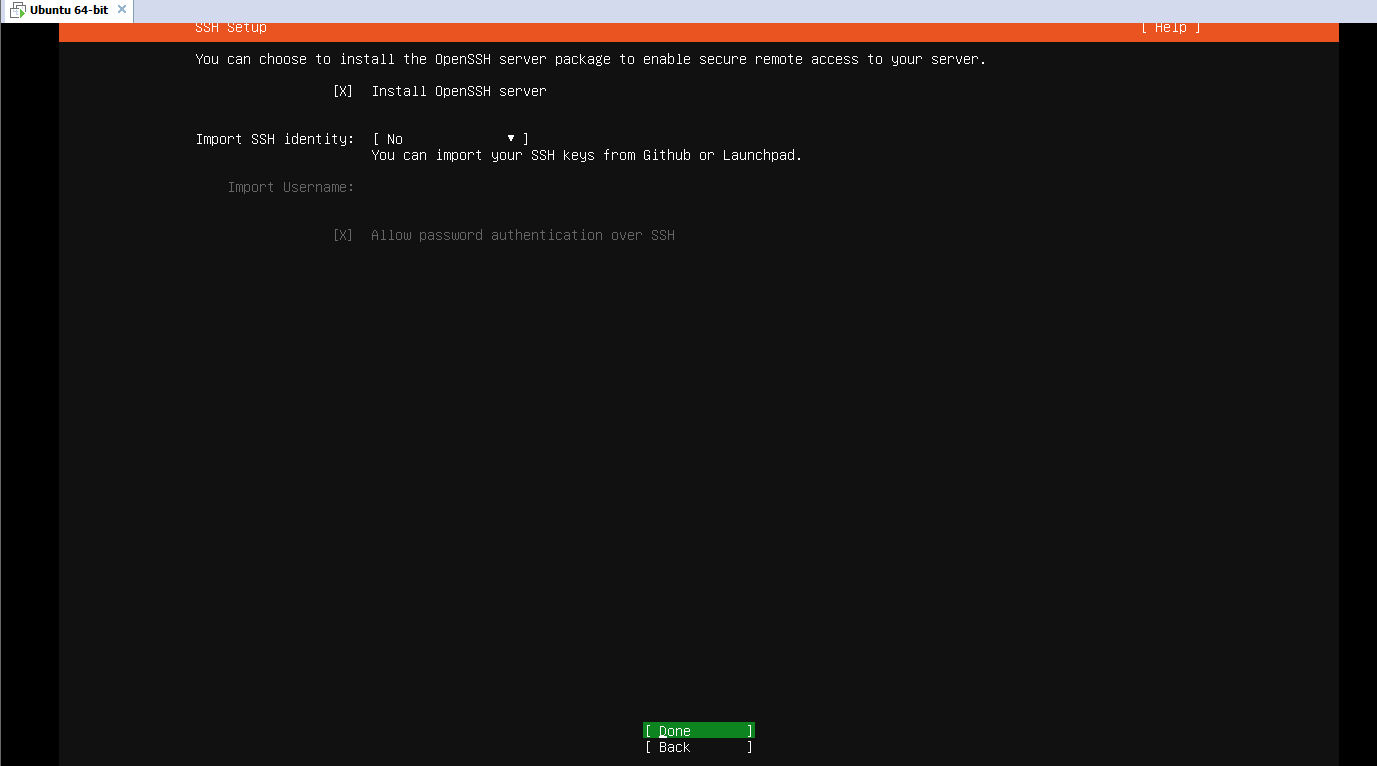 Ubuntu 64-bit
SSH Setup [ Help ]
You can choose to install the OpenSSH server package to enable secure remote access to your server.
[X] Install OpenSSH server
Import SSH identity: [ No ▼ ]
You can import your SSH keys from Github or Launchpad.
Import Username:
[X] Allow password authentication over SSH
[ Done ]
[ Back ]